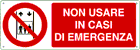 NON USARE
IN CASI
DI EMERGENZA